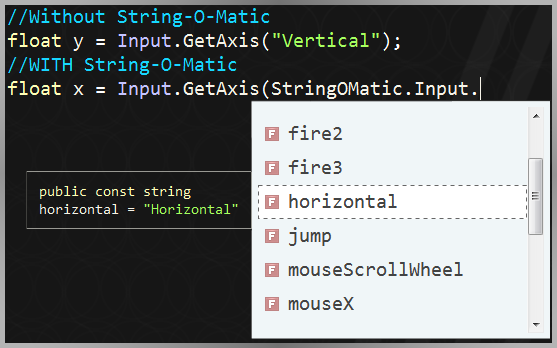 //Without String-O-Matic
float y = Input.GetAxis("Vertical");
//WITH String-O-Matic
float x = Input.GetAxis(StringOMatic.Input.
F fire2
F fire3
F horizontal
F jump
F mouseScrollWheel
F mouseX
public const string
horizontal = "Horizontal"